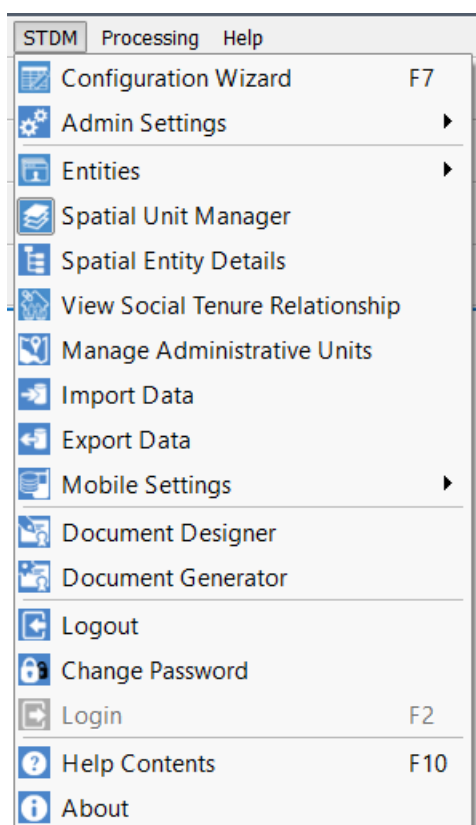 STDM Processing Help
Configuration Wizard F7
Admin Settings
Entities
Spatial Unit Manager
Spatial Entity Details
View Social Tenure Relationship
Manage Administrative Units
Import Data
Export Data
Mobile Settings
Document Designer
Document Generator
Logout
Change Password
Login F2
Help Contents F10
About